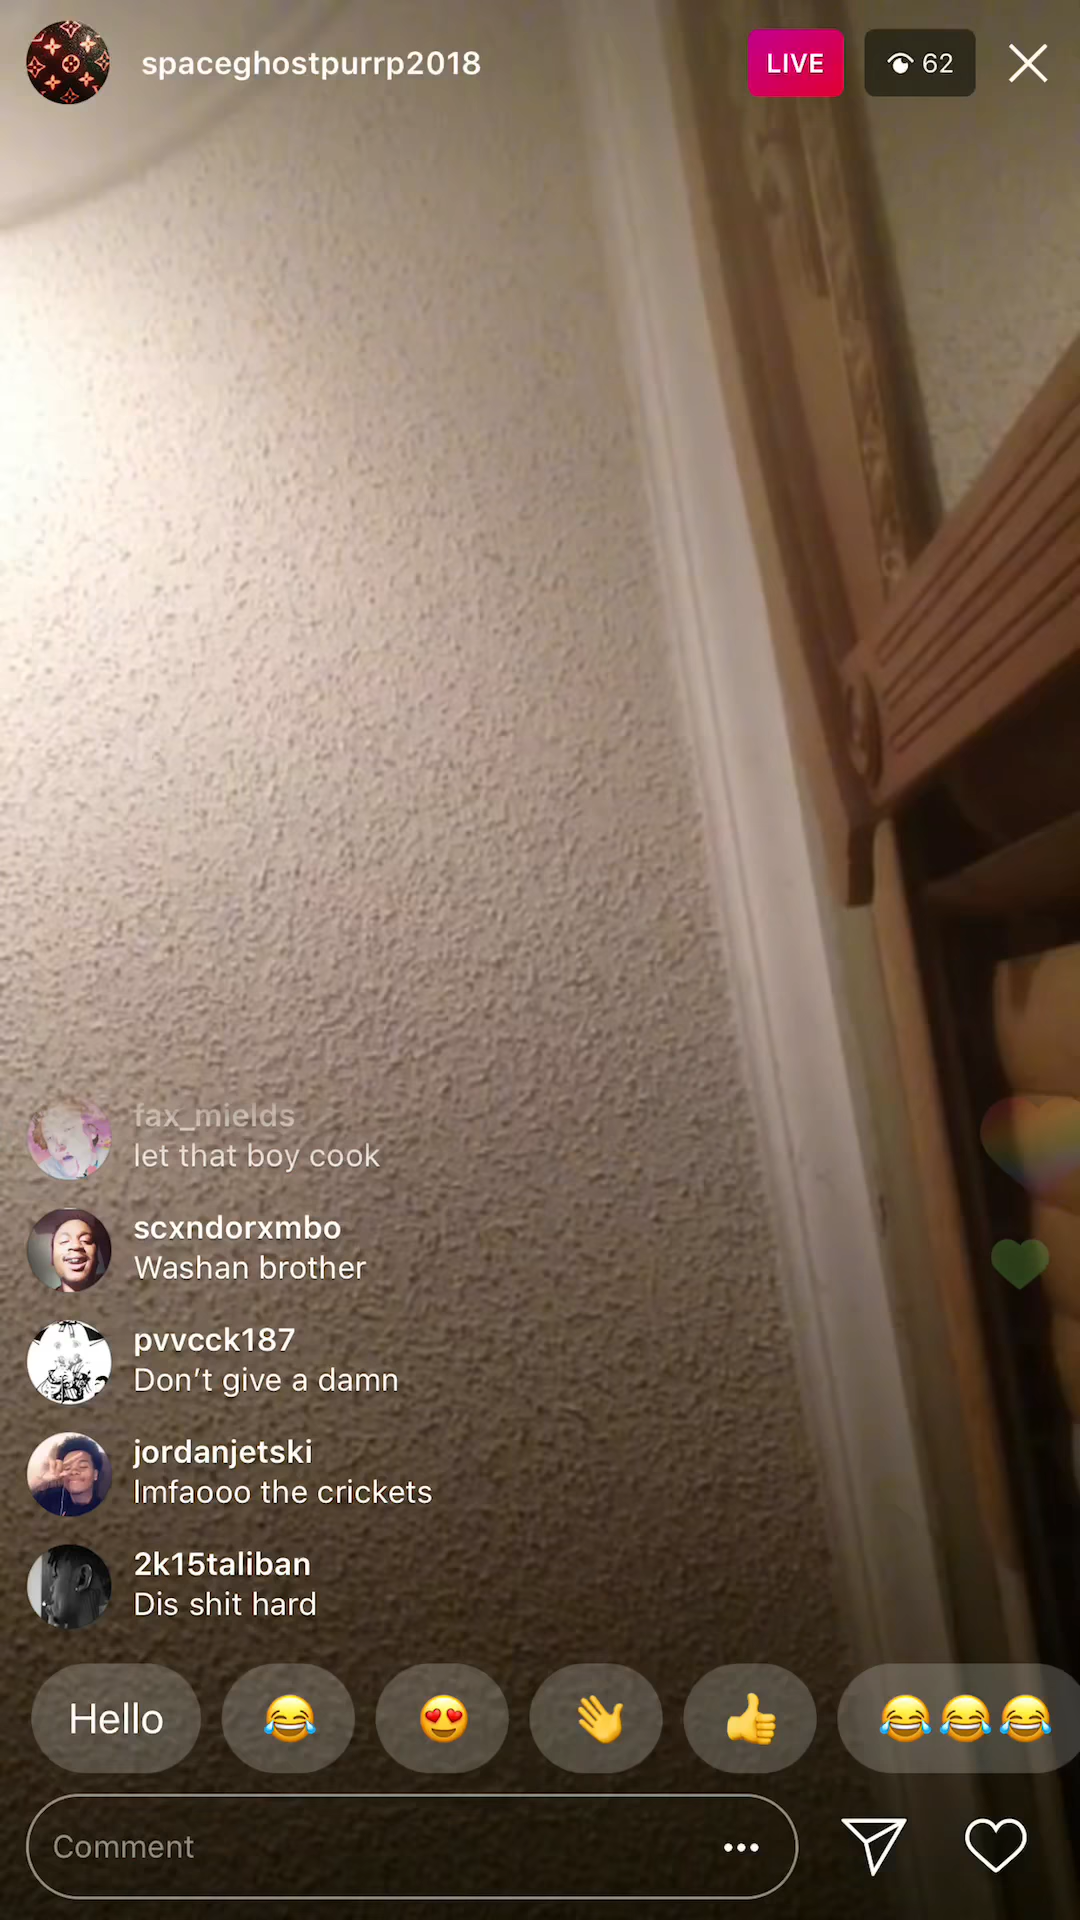 spaceghostpurrp2018
LIVE
62
fax_mields
let that boy cook
scxndorxmbo
Washan brother
pvvcck187
Don't give a damn
jordanjetski
lmfaooo the crickets
2k15taliban
Dis shit hard
Hello
Comment